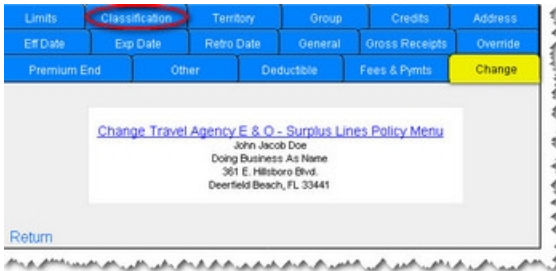 Limits Classification Territory Group Credits Address
Eff Date Exp Date Retro Date General Gross Receipts Override
Premium End Other Deductible Fees & Pymts Change
Change Travel Agency E & O - Surplus Lines Policy Menu
John Jacob Doe
Doing Business As Name
361 E. Hillsboro Blvd.
Deerfield Beach, FL 33441
Return